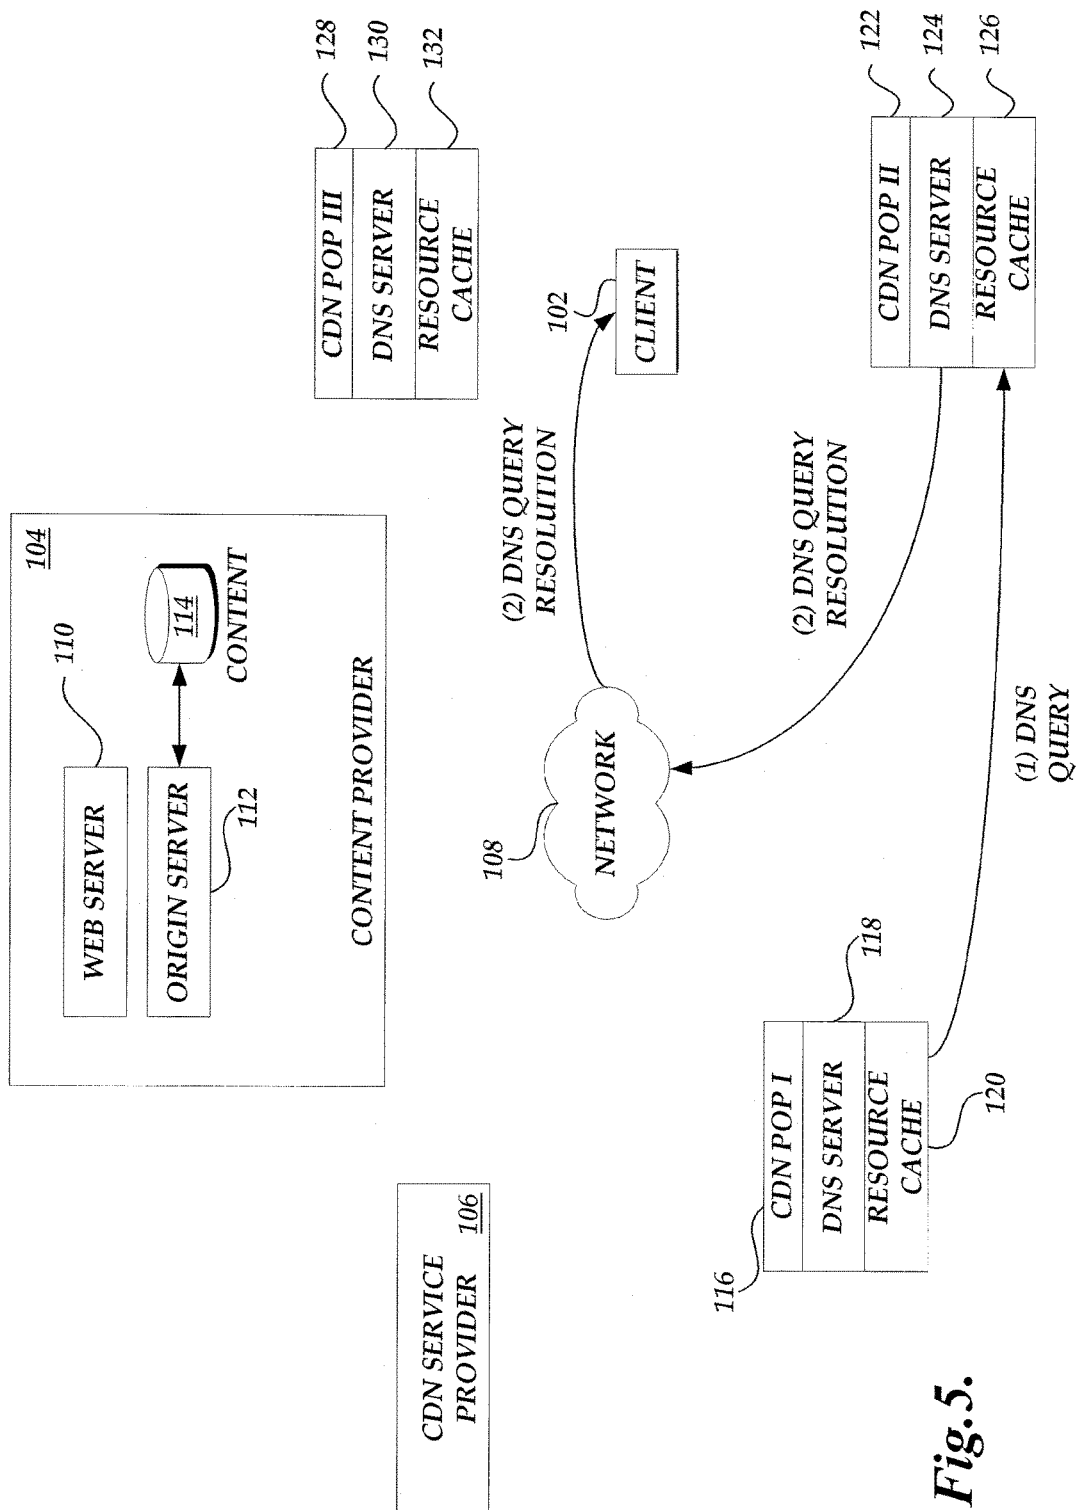 104
110
WEB SERVER
ORIGIN SERVER
112
114
CONTENT
CONTENT PROVIDER
CDN SERVICE
PROVIDER
106
CDN POP III
DNS SERVER
RESOURCE
CACHE
128
130
132
(2) DNS QUERY
RESOLUTION
102
CLIENT
108
NETWORK
(2) DNS QUERY
RESOLUTION
116
CDN POP I
DNS SERVER
RESOURCE
CACHE
118
120
(1) DNS
QUERY
CDN POP II
DNS SERVER
RESOURCE
CACHE
122
124
126
Fig.5.